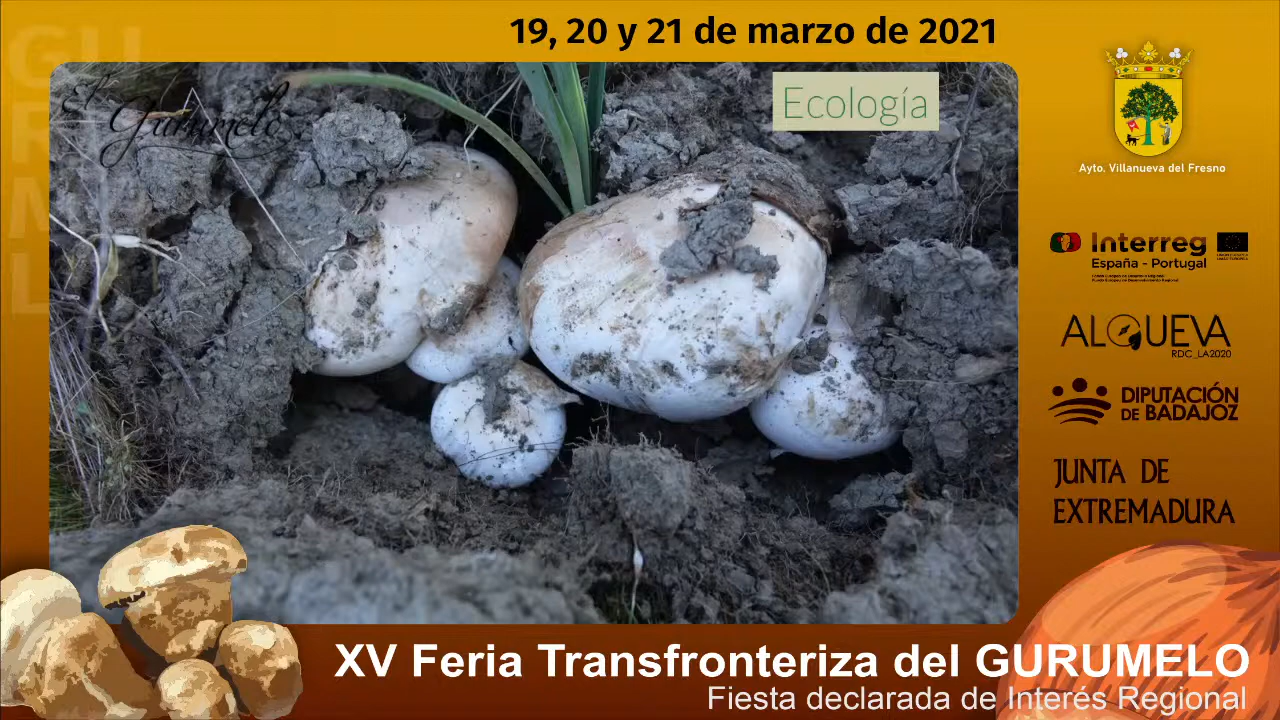 19, 20 y 21 de marzo de 2021
El
Gurumelo
Ecología
Ayto. Villanueva del Fresno
Interreg
España - Portugal
ALQUEVA
RDC_LA2020
DIPUTACIÓN
DE BADAJOZ
JUNTA DE
EXTREMADURA
XV Feria Transfronteriza del GURUMELO
Fiesta declarada de Interés Regional